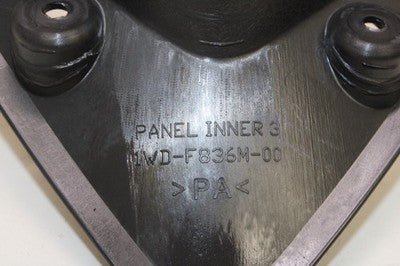 PANEL INNER 3
1WD-F836M-00
>PA<